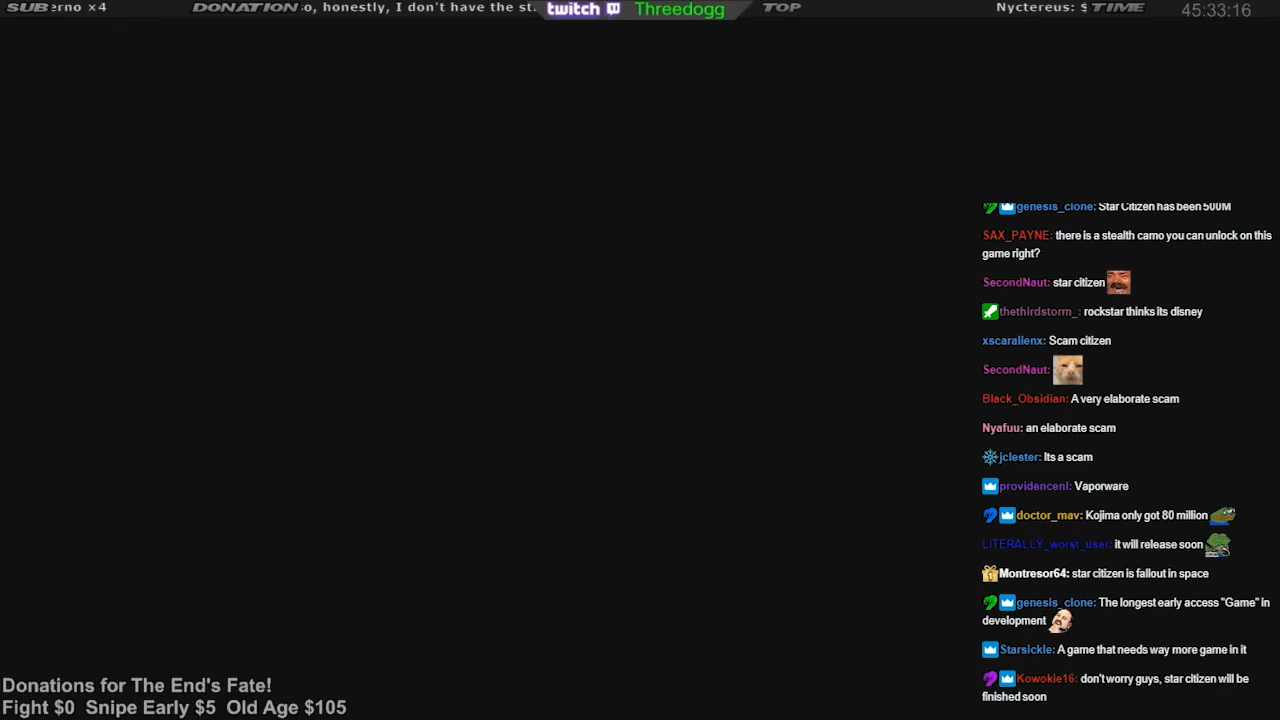 SUB erno ×4 DONATION so, honestly, I don't have the st. twitch Threedogg TOP Nyctereus: $ TIME 45:33:16
genesis_clone: Star Citizen has been 500M
SAX_PAYNE: there is a stealth camo you can unlock on this
game right?
SecondNaut: star citizen
thethirdstorm_: rockstar thinks its disney
xscaralienx: Scam citizen
SecondNaut:
Black_Obsidian: A very elaborate scam
Nyafuu: an elaborate scam
jclester: Its a scam
providencenl: Vaporware
doctor_mav: Kojima only got 80 million
LITERALLY_worst_user: it will release soon
Montresor64: star citizen is fallout in space
genesis_clone: The longest early access "Game" in
development
Starsickle: A game that needs way more game in it
Kowokie16: don't worry guys, star citizen will be
finished soon
Donations for The End's Fate!
Fight $0 Snipe Early $5 Old Age $105